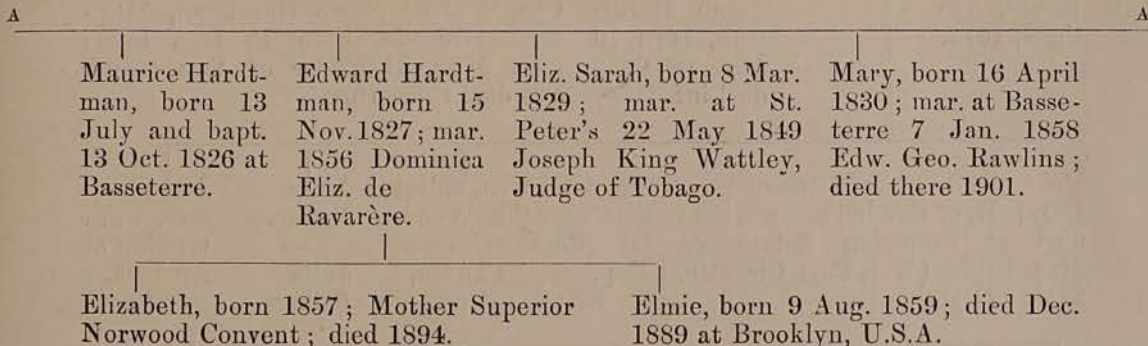 A A
Maurice Hardt-
man, born 13
July and bapt.
13 Oct. 1826 at
Basseterre.
Edward Hardt-
man, born 15
Nov. 1827; mar.
1856 Dominica
Eliz. de
Ravarère.
Eliz. Sarah, born 8 Mar.
1829; mar. at St.
Peter's 22 May 1849
Joseph King Wattley,
Judge of Tobago.
Mary, born 16 April
1830; mar. at Basse-
terre 7 Jan. 1858
Edw. Geo. Rawlins;
died there 1901.
Elizabeth, born 1857; Mother Superior
Norwood Convent; died 1894.
Elmie, born 9 Aug. 1859; died Dec.
1889 at Brooklyn, U.S.A.